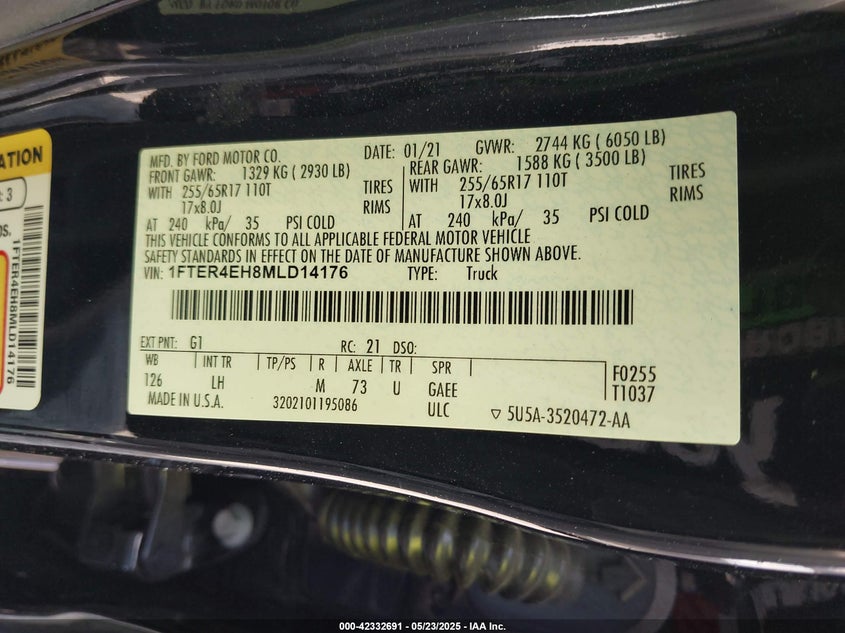 MFD. BY FORD MOTOR CO.
DATE: 01/21 GVWR: 2744 KG ( 6050 LB)
FRONT GAWR: 1329 KG ( 2930 LB)
REAR GAWR: 1588 KG ( 3500 LB)
WITH 255/65R17 110T TIRES
WITH 255/65R17 110T TIRES
17x8.0J RIMS
17x8.0J RIMS
AT 240 kPa/ 35 PSI COLD
AT 240 kPa/ 35 PSI COLD
THIS VEHICLE CONFORMS TO ALL APPLICABLE FEDERAL MOTOR VEHICLE
SAFETY STANDARDS IN EFFECT ON THE DATE OF MANUFACTURE SHOWN ABOVE.
VIN: 1FTER4EH8MLD14176 TYPE: Truck
EXT PNT: G1 RC: 21 DSO:
WB INT TR TP/PS R AXLE TR SPR
126 LH M 73 U GAEE
F0255
T1037
MADE IN U.S.A. 3202101195086 ULC ▽ 5U5A-3520472-AA
ATION
: 3
os.
1FTER4EH8MLD14176
000-42332691 - 05/23/2025 - IAA Inc.